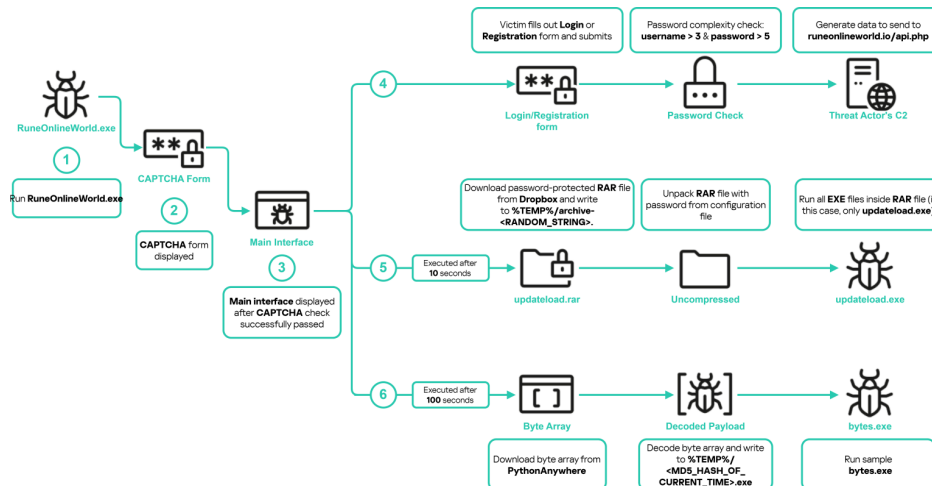 Victim fills out Login or
Registration form and submits
Password complexity check:
username > 3 & password > 5
Generate data to send to
runeonlineworld.io/api.php
4
Login/Registration
form
Password Check
Threat Actor's C2
RuneOnlineWorld.exe
1
Run RuneOnlineWorld.exe
CAPTCHA Form
2
CAPTCHA form
displayed
Main Interface
3
Main interface displayed
after CAPTCHA check
successfully passed
Download password-protected RAR file
from Dropbox and write
to %TEMP%/archive-
<RANDOM_STRING>.
Unpack RAR file with
password from configuration
file
Run all EXE files inside RAR file (i
this case, only updateload.exe)
5
Executed after
10 seconds
updateload.rar
Uncompressed
updateload.exe
6
Executed after
100 seconds
Byte Array
Decoded Payload
bytes.exe
Download byte array from
PythonAnywhere
Decode byte array and write
to %TEMP%/
<MD5_HASH_OF_
CURRENT_TIME>.exe
Run sample
bytes.exe